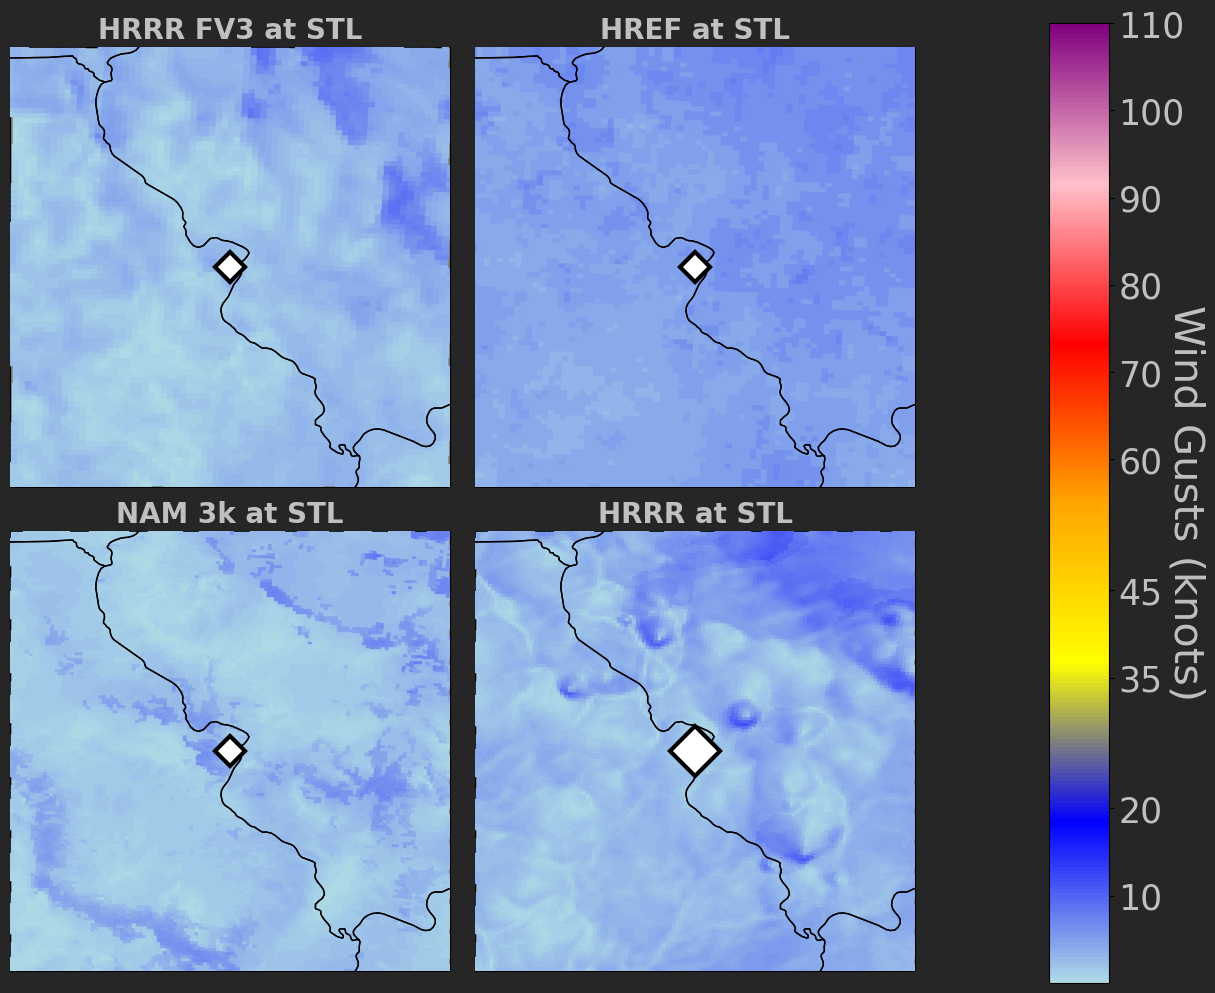 HRRR FV3 at STL
HREF at STL
NAM 3k at STL
HRRR at STL
110
100
90
80
70
60
45
35
20
10
Wind Gusts (knots)